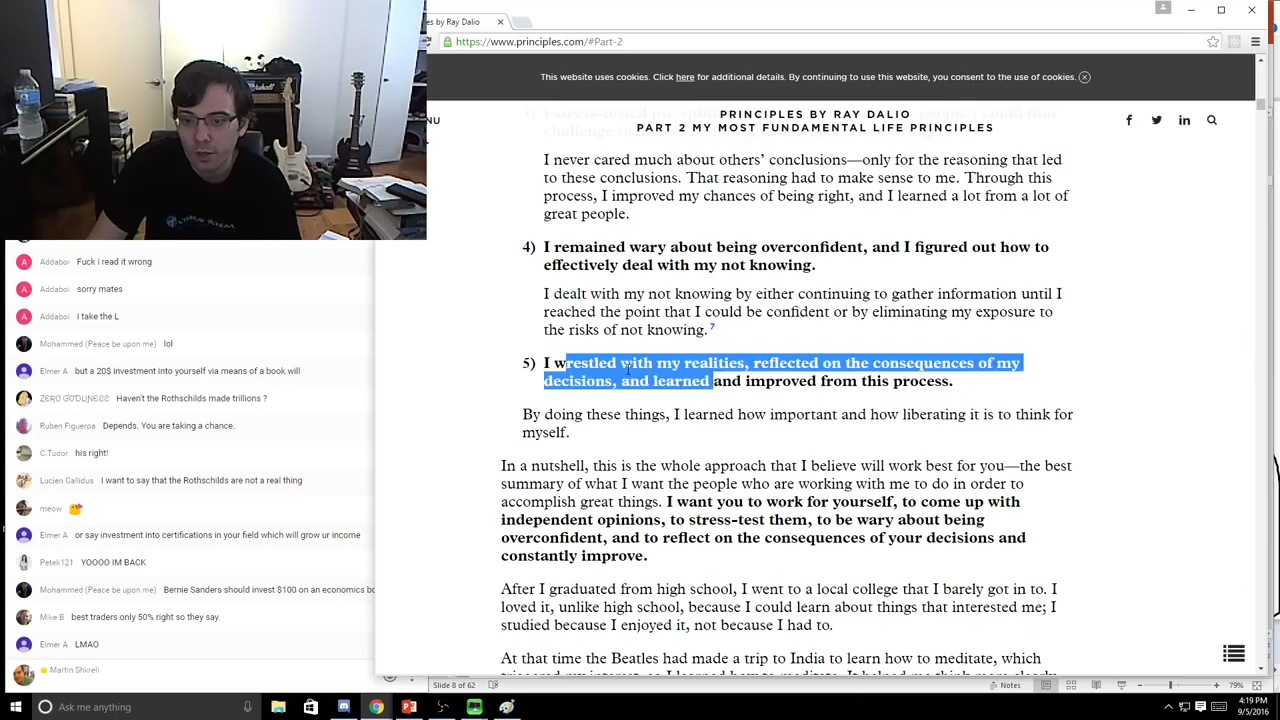 les by Ray Dalio
https://www.principles.com/#Part-2
This website uses cookies. Click here for additional details. By continuing to use this website, you consent to the use of cookies.
NU
PRINCIPLES BY RAY DALIO
PART 2 MY MOST FUNDAMENTAL LIFE PRINCIPLES
I never cared much about others' conclusions—only for the reasoning that led
to these conclusions. That reasoning had to make sense to me. Through this
process, I improved my chances of being right, and I learned a lot from a lot of
great people.
4) I remained wary about being overconfident, and I figured out how to
effectively deal with my not knowing.
I dealt with my not knowing by either continuing to gather information until I
reached the point that I could be confident or by eliminating my exposure to
the risks of not knowing. 7
5) I wrestled with my realities, reflected on the consequences of my
decisions, and learned and improved from this process.
By doing these things, I learned how important and how liberating it is to think for
myself.
In a nutshell, this is the whole approach that I believe will work best for you—the best
summary of what I want the people who are working with me to do in order to
accomplish great things. I want you to work for yourself, to come up with
independent opinions, to stress-test them, to be wary about being
overconfident, and to reflect on the consequences of your decisions and
constantly improve.
After I graduated from high school, I went to a local college that I barely got in to. I
loved it, unlike high school, because I could learn about things that interested me; I
studied because I enjoyed it, not because I had to.
At that time the Beatles had made a trip to India to learn how to meditate, which
A Addaboi Fuck i read it wrong
A Addaboi sorry mates
A Addaboi I take the L
Mohammed (Peace be upon me) lol
Elmer A but a 20$ investment into yourself via means of a book will
Haven't the Rothschilds made trillions ?
Ruben Figueroa Depends. You are taking a chance.
C.Tudor his right!
Lucien Callidus I want to say that the Rothschilds are not a real thing
meow
Elmer A or say investment into certifications in your field which will grow ur income
Petek121 YOOOO IM BACK
Mohammed (Peace be upon me) Bernie Sanders should invest $100 on an economics bo
Mike B best traders only 50% right so they say.
Elmer A LMAO
Martin Shkreli
Slide 8 of 62
Notes
79%
Ask me anything
4:19 PM
9/5/2016